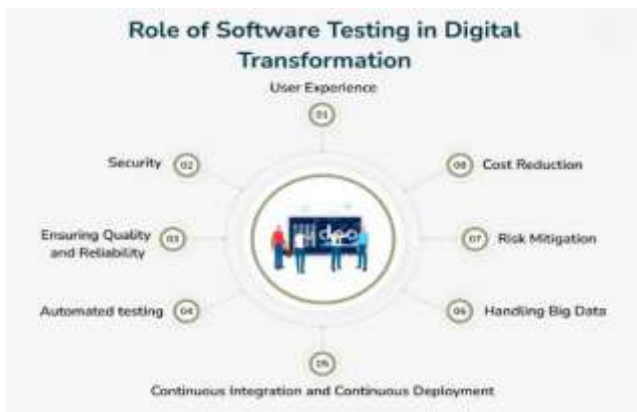 Role of Software Testing in Digital
Transformation
User Experience
01
Security
02
Ensuring Quality
and Reliability
03
Automated testing
04
05
Continuous Integration and Continuous Deployment
06
Handling Big Data
07
Risk Mitigation
08
Cost Reduction